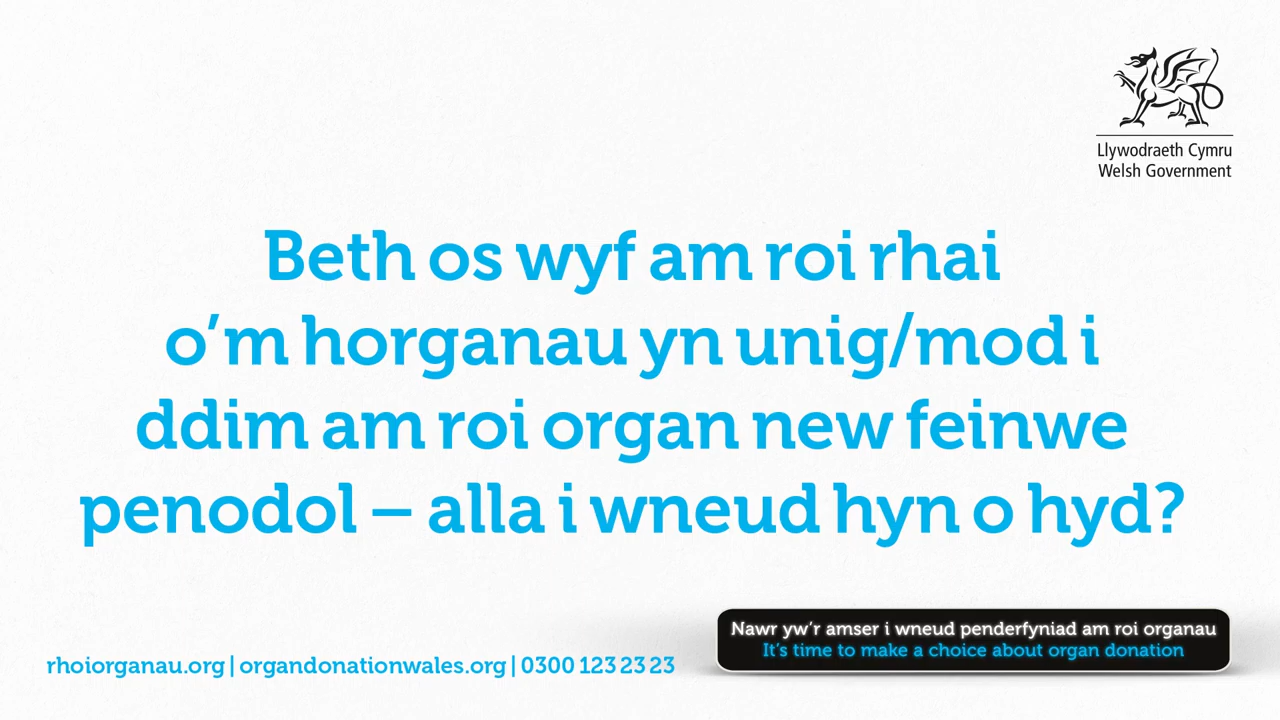 Llywodraeth Cymru
Welsh Government
Beth os wyf am roi rhai
o’m horganau yn unig/mod i
ddim am roi organ new feinwe
penodol – alla i wneud hyn o hyd?
Nawr yw’r amser i wneud penderfyniad am roi organau
It’s time to make a choice about organ donation
rhoiorganau.org | organdonationwales.org | 0300 123 23 23